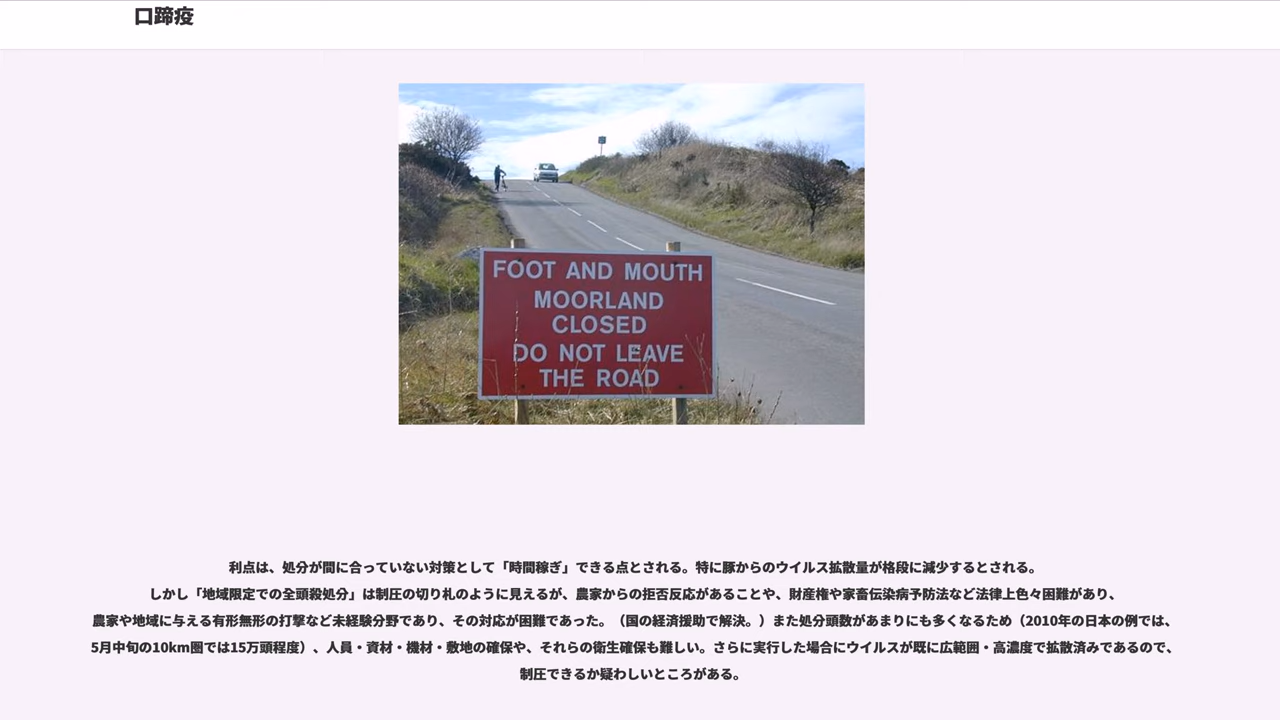 口蹄疫
FOOT AND MOUTH
MOORLAND
CLOSED
DO NOT LEAVE
THE ROAD
利点は、処分が間に合っていない対策として「時間稼ぎ」できる点とされる。特に豚からのウイルス拡散量が格段に減少するとされる。
しかし「地域限定での全頭殺処分」は制圧の切り札のように見えるが、農家からの拒否反応があることや、財産権や家畜伝染病予防法など法律上色々困難があり、
農家や地域に与える有形無形の打撃など未経験分野であり、その対応が困難であった。（国の経済援助で解決。）また処分頭数があまりにも多くなるため（2010年の日本の例では、
5月中旬の10km圏では15万頭程度）、人員・資材・機材・敷地の確保や、それらの衛生確保も難しい。さらに実行した場合にウイルスが既に広範囲・高濃度で拡散済みであるので、
制圧できるか疑わしいところがある。